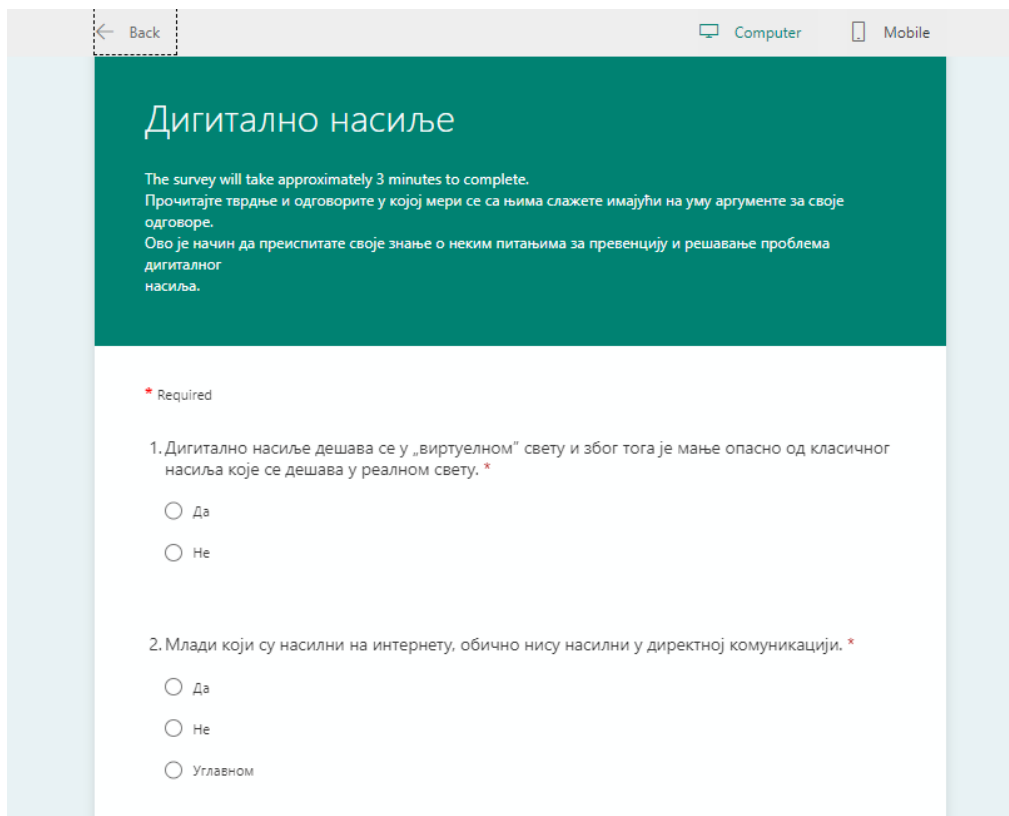 Back
Computer
Mobile
Дигитално насиље
The survey will take approximately 3 minutes to complete.
Прочитајте тврдње и одговорите у којој мери се са њима слажете имајући на уму аргументе за своје
одговоре.
Ово је начин да преиспитате своје знање о неким питањима за превенцију и решавање проблема
дигиталног
насиља.
* Required
1. Дигитално насиље дешава се у „виртуелном“ свету и због тога је мање опасно од класичног
насиља које се дешава у реалном свету. *
Да
Не
2. Млади који су насилни на интернету, обично нису насилни у директној комуникацији. *
Да
Не
Углавном